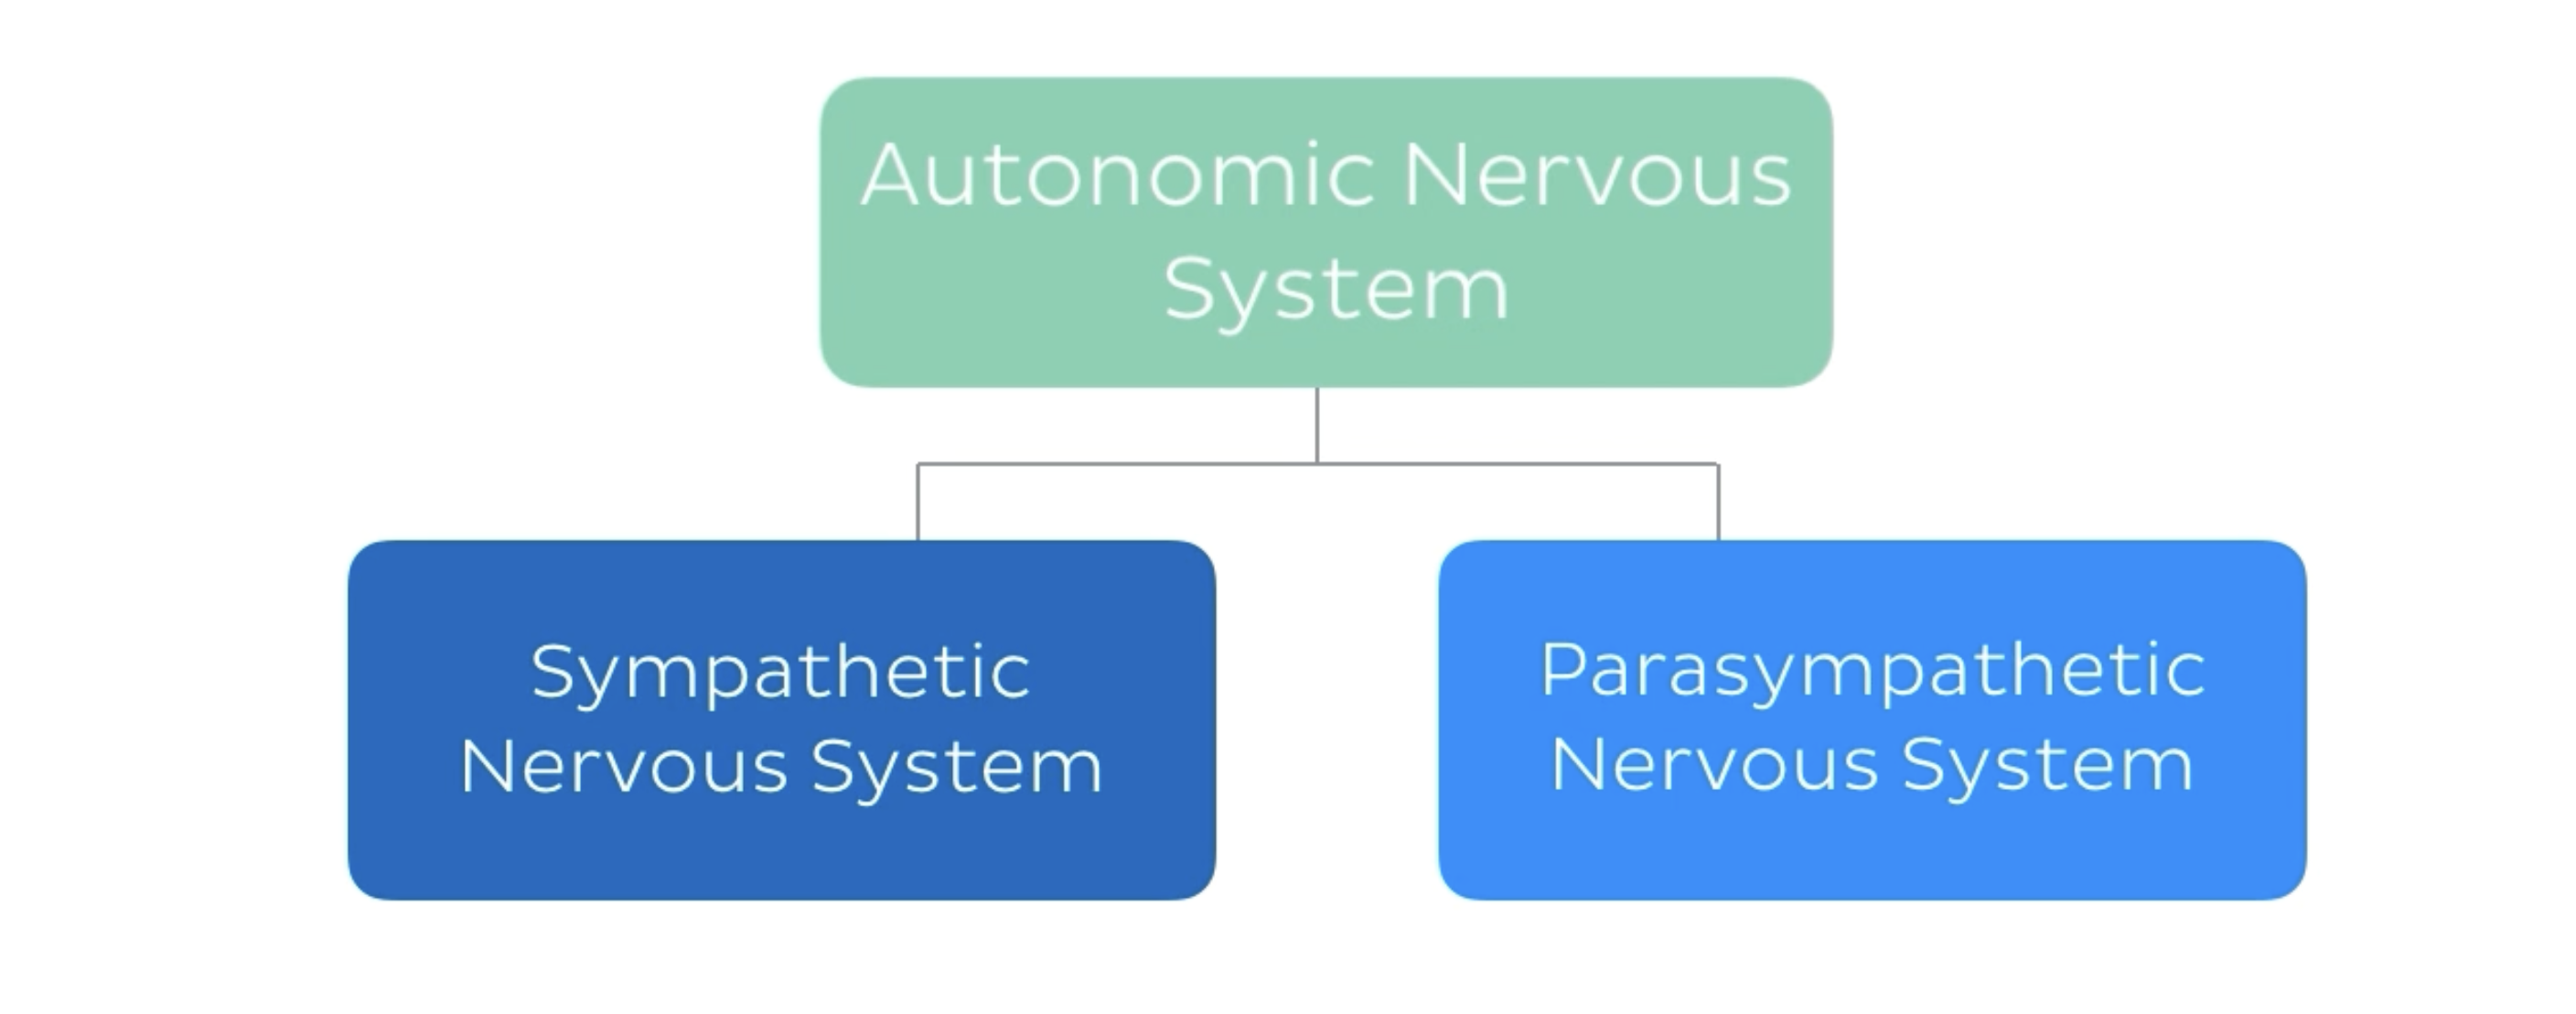 Autonomic Nervous
System
Sympathetic
Nervous System
Parasympathetic
Nervous System